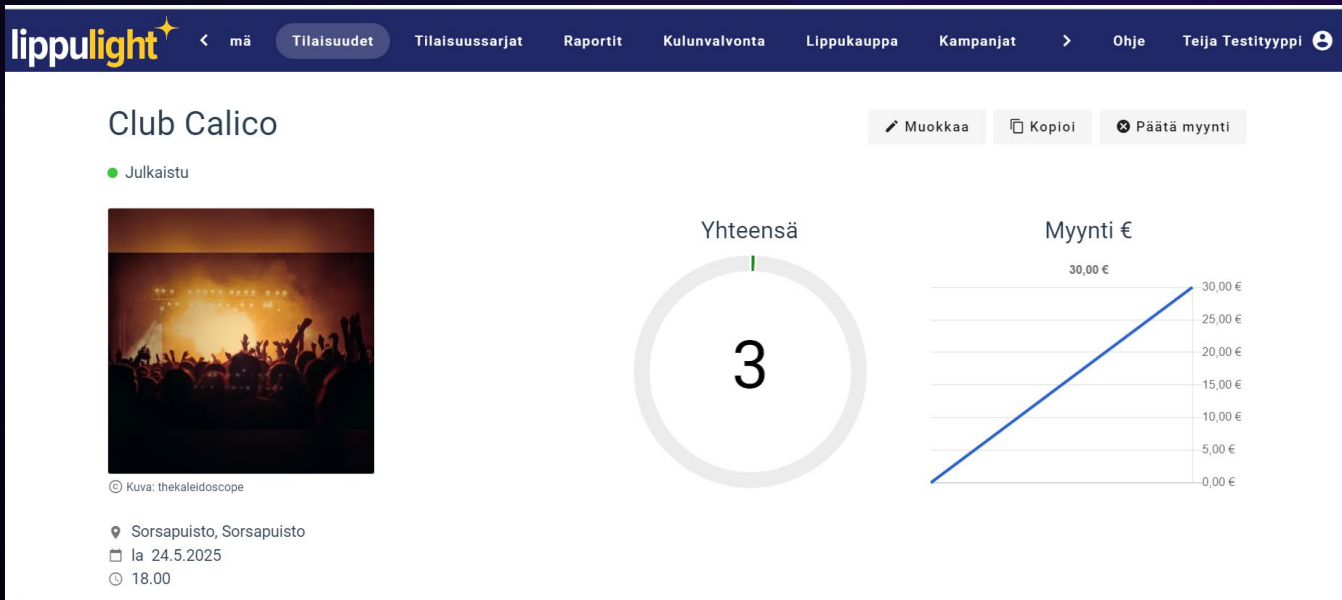 lippulight
mä Tilaisuudet Tilaisuussarjat Raportit Kulunvalvonta Lippukauppa Kampanjat Ohje Teija Testityyppi
Club Calico
Muokkaa Kopioi Päätä myynti
Julkaistu
Yhteensä
3
Myynti €
30,00 €
30,00 €
25,00 €
20,00 €
15,00 €
10,00 €
5,00 €
0,00 €
© Kuva: thekaleidoscope
Sorsapuisto, Sorsapuisto
la 24.5.2025
18.00